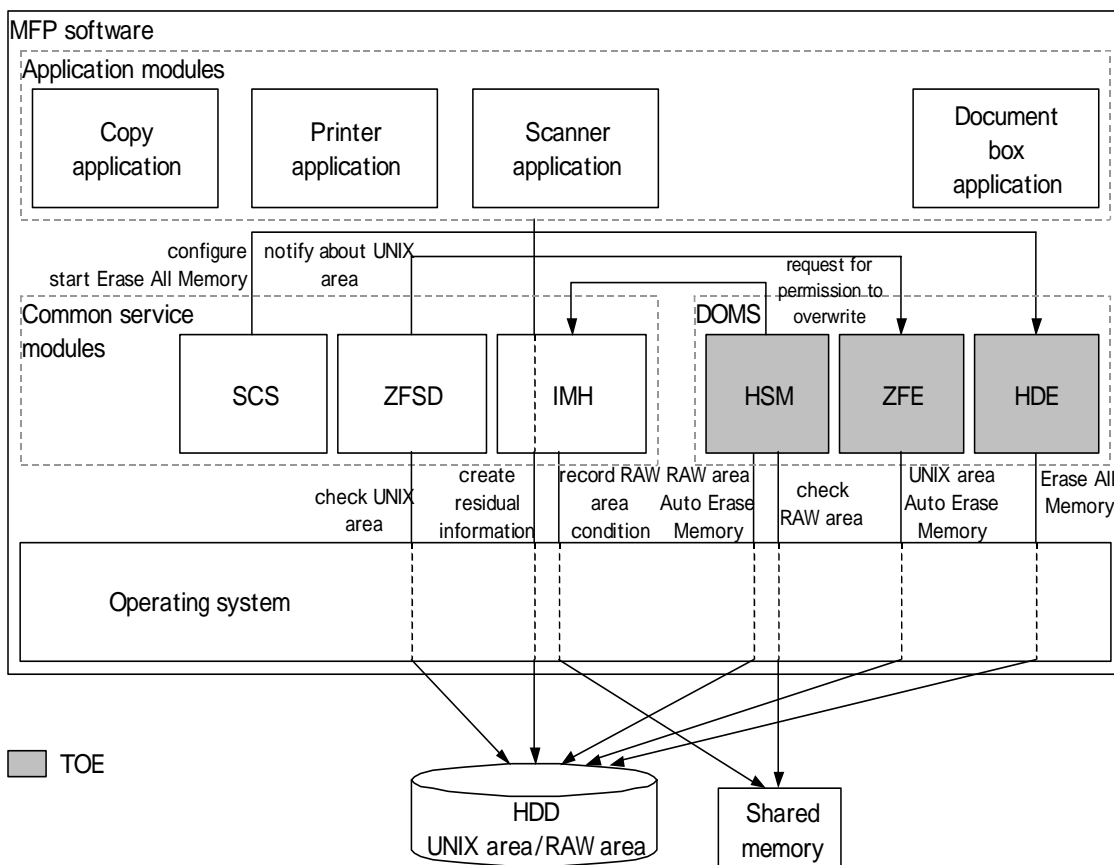 MFP software
Application modules
Copy
application
Printer
application
Scanner
application
Document
box
application
configure
start Erase All Memory
notify about UNIX
area
request for
permission to
overwrite
Common service
modules
DOMS
SCS
ZFSD
IMH
HSM
ZFE
HDE
check UNIX
area
create
residual
information
record RAW
area
condition
RAW area
Auto Erase
Memory
check
RAW area
UNIX area
Auto Erase
Memory
Erase All
Memory
Operating system
TOE
HDD
UNIX area/RAW area
Shared
memory